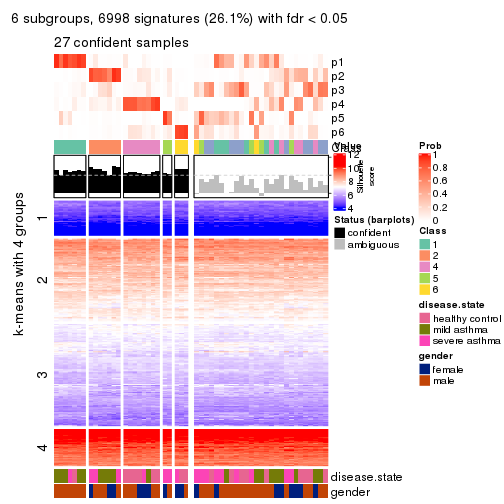 6 subgroups, 6998 signatures (26.1%) with fdr < 0.05
27 confident samples
p1
p2
p3
p4
p5
p6
Class
Value
12
10
8
6
4
Silhouette
score
1
2
3
4
k-means with 4 groups
Status (barplots)
confident
ambiguous
Prob
1
0.8
0.6
0.4
0.2
0
Class
1
2
4
5
6
disease.state
healthy control
mild asthma
severe asthma
gender
female
male
disease.state
gender